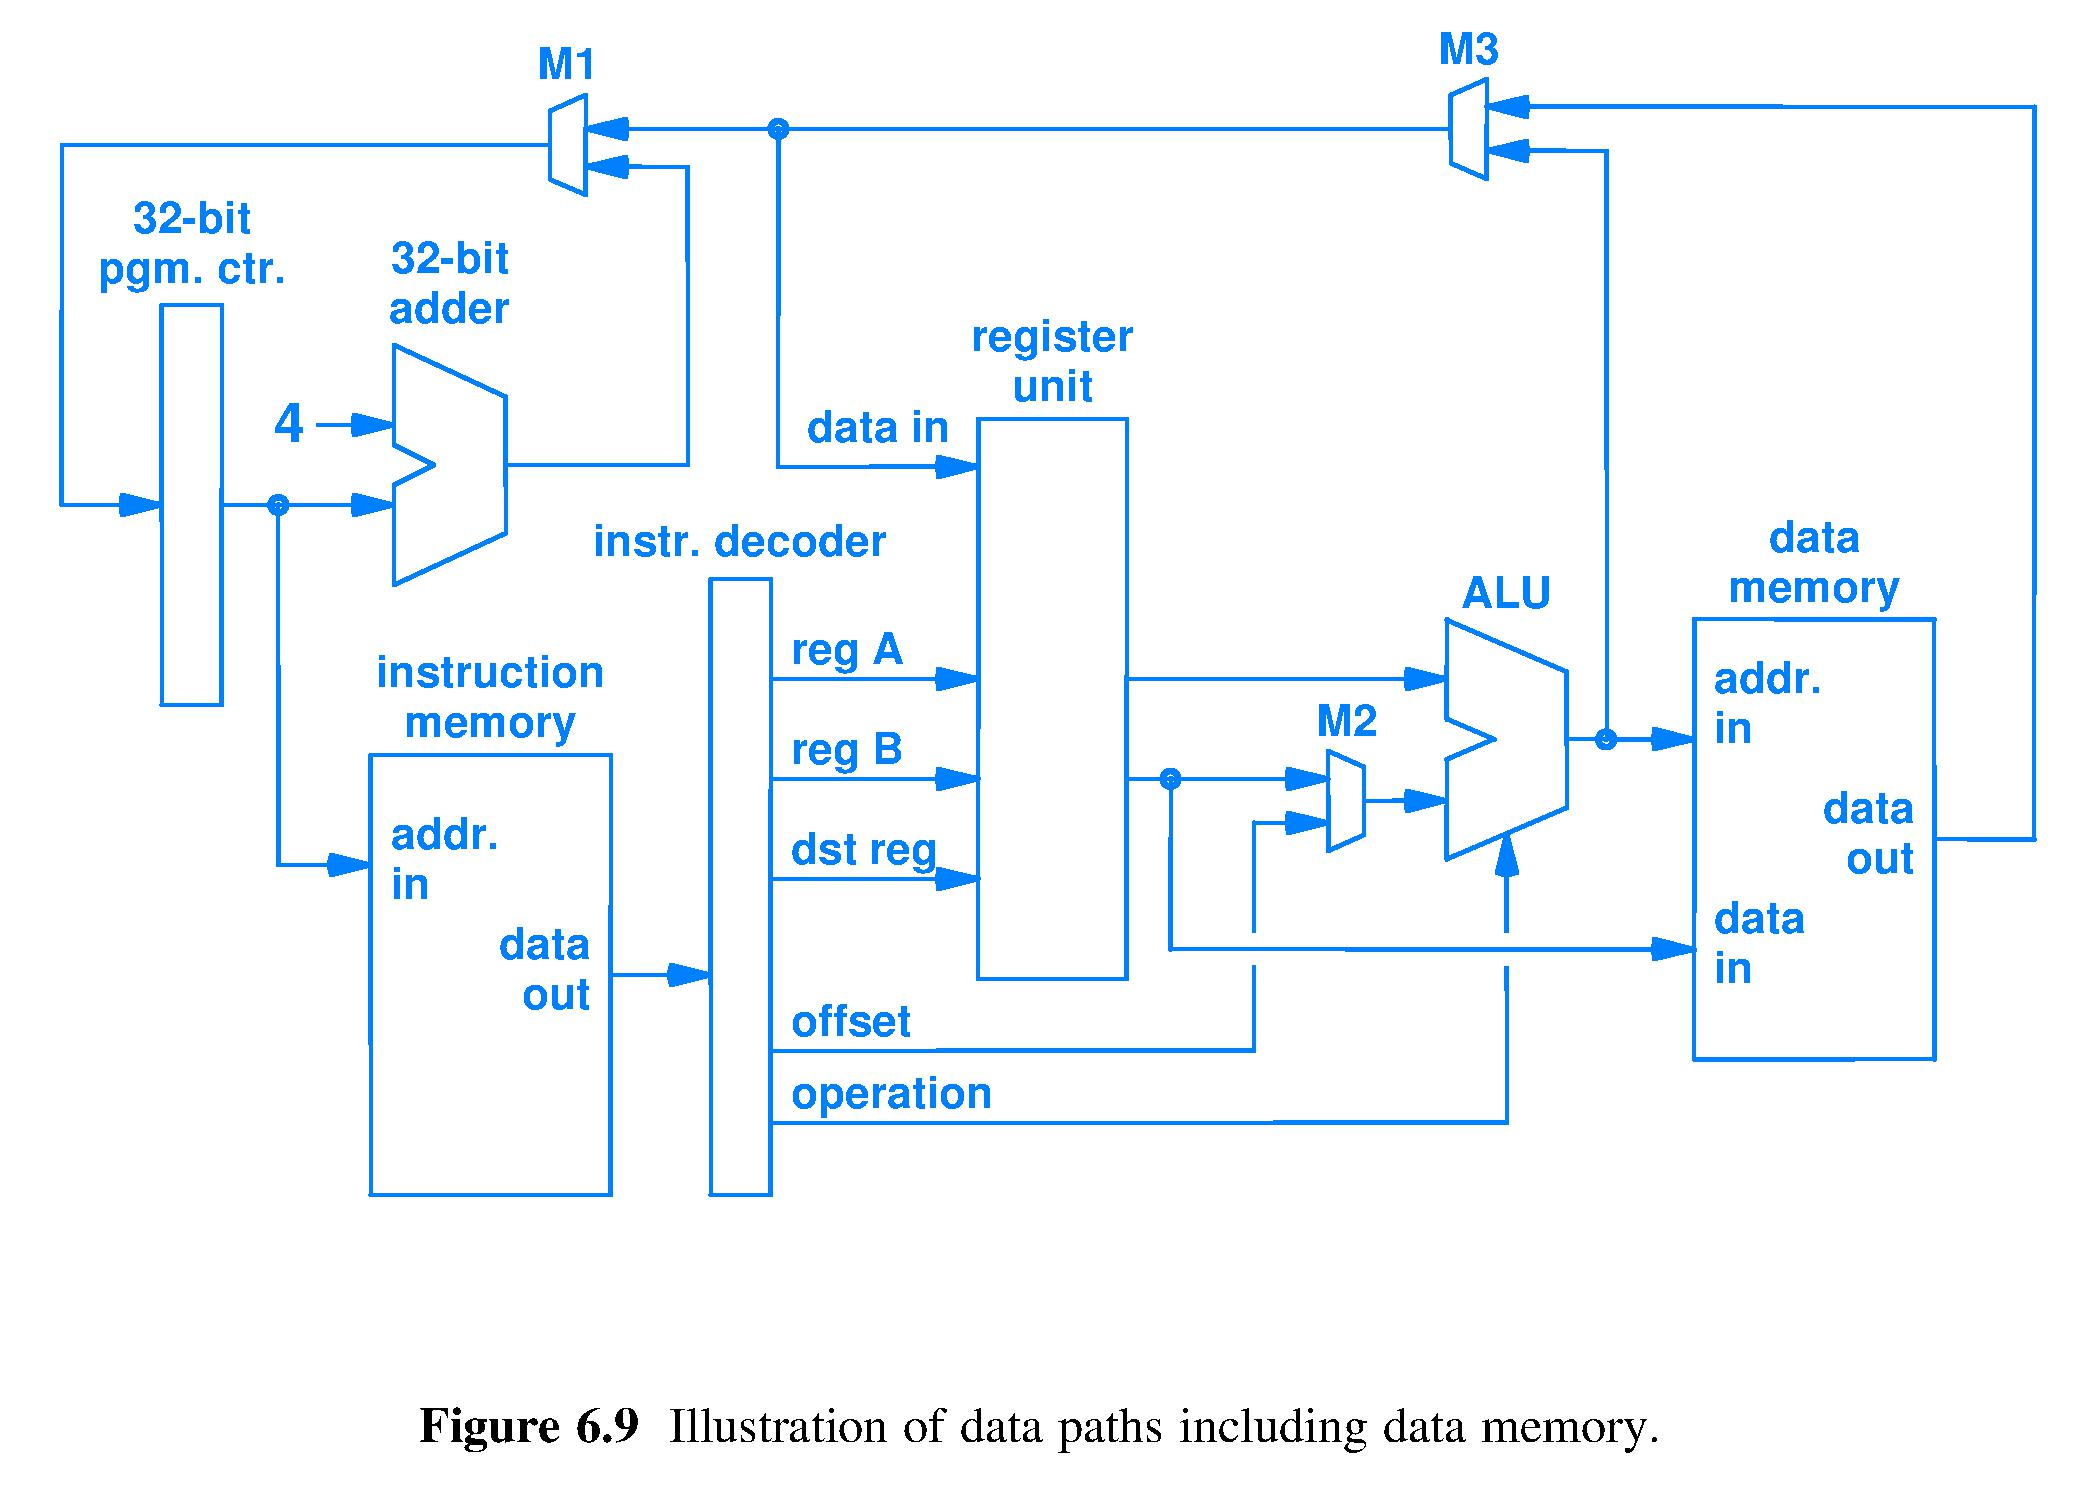 M1
M3
32-bit
pgm. ctr.
32-bit
adder
4
register
unit
data in
instr. decoder
data
memory
ALU
reg A
instruction
memory
addr.
in
M2
reg B
data
out
addr.
in
dst reg
data
in
data
out
offset
operation
Figure 6.9 Illustration of data paths including data memory.